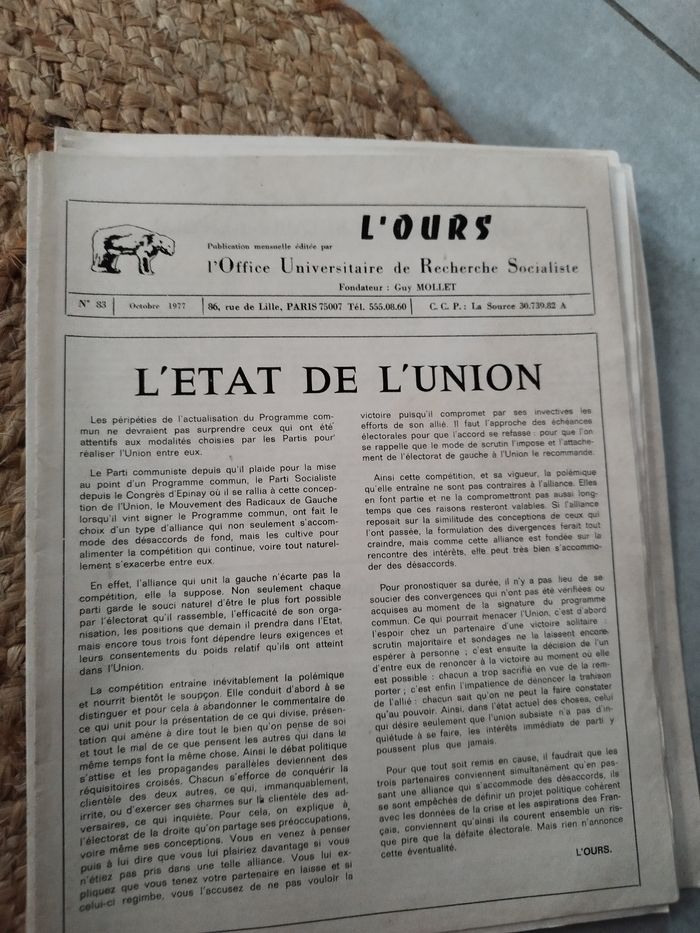 L'OURS
Publication mensuelle éditée par
l'Office Universitaire de Recherche Socialiste
Fondateur : Guy MOLLET
N° 83 Octobre 1977 86, rue de Lille, PARIS 75007 Tél. 555.08.60 C. C. P. : La Source 30.739.82 A
L'ETAT DE L'UNION
Les péripéties de l'actualisation du Programme com-
mun ne devraient pas surprendre ceux qui ont été
attentifs aux modalités choisies par les Partis pour
réaliser l'Union entre eux.
Le Parti communiste depuis qu'il plaide pour la mise
au point d'un Programme commun, le Parti Socialiste
depuis le Congrès d'Epinay où il se rallia à cette concep-
tion de l'Union, le Mouvement des Radicaux de Gauche
lorsqu'il vint signer le Programme commun, ont fait le
choix d'un type d'alliance qui non seulement s'accom-
mode des désaccords de fond, mais les cultive pour
alimenter la compétition qui continue, voire tout naturel-
lement s'exacerbe entre eux.
En effet, l'alliance qui unit la gauche n'écarte pas la
compétition, elle la suppose. Non seulement chaque
parti garde le souci naturel d'être le plus fort possible
par l'électorat qu'il rassemble, l'efficacité de son orga-
nisation, les positions que demain il prendra dans l'Etat,
mais encore tous trois font dépendre leurs exigences et
leurs consentements du poids relatif qu'ils ont atteint
dans l'Union.
La compétition entraine inévitablement la polémique
et nourrit bientôt le soupçon. Elle conduit d'abord à se
distinguer et pour cela à abandonner le commentaire de
ce qui unit pour la présentation de ce qui divise, présen-
tation qui amène à dire tout le bien qu'on pense de soi
et tout le mal de ce que pensent les autres qui dans le
même temps font la même chose. Ainsi le débat politique
s'attise et les propagandes parallèles deviennent des
réquisitoires croisés. Chacun s'efforce de conquérir la
clientèle des deux autres, ce qui, immanquablement,
irrite, ou d'exercer ses charmes sur la clientèle des ad-
versaires, ce qui inquiète. Pour cela, on explique à
l'électorat de la droite qu'on partage ses préoccupations,
voire même ses conceptions. Vous en venez à penser
puis à lui dire que vous lui plairiez davantage si vous
n'étiez pas pris dans une telle alliance. Vous lui ex-
pliquez que vous tenez votre partenaire en laisse et si
celui-ci regimbe, vous l'accusez de ne pas vouloir la
victoire puisqu'il compromet par ses invectives les
efforts de son allié. Il faut l'approche des échéances
électorales pour que l'accord se refasse : pour que l'on
se rappelle que le mode de scrutin l'impose et l'attache-
ment de l'électorat de gauche à l'Union le recommande.
Ainsi cette compétition, et sa vigueur, la polémique
qu'elle entraîne ne sont pas contraires à l'alliance. Elles
en font partie et ne la compromettront pas aussi long-
temps que ces raisons resteront valables. Si l'alliance
reposait sur la similitude des conceptions de ceux qui
l'ont passée, la formulation des divergences ferait tout
craindre, mais comme cette alliance est fondée sur la
rencontre des intérêts, elle peut très bien s'accommo-
der des désaccords.
Pour pronostiquer sa durée, il n'y a pas lieu de se
soucier des convergences qui n'ont pas été vérifiées ou
acquises au moment de la signature du programme
commun. Ce qui pourrait menacer l'Union, c'est d'abord
l'espoir chez un partenaire d'une victoire solitaire :
scrutin majoritaire et sondages ne la laissent encore
espérer à personne ; c'est ensuite la décision de l'un
d'entre eux de renoncer à la victoire au moment où elle
est possible : chacun a trop sacrifié en vue de la rem-
porter ; c'est enfin l'impatience de dénoncer la trahison
de l'allié : chacun sait qu'on ne peut la faire constater
qu'au pouvoir. Ainsi, dans l'état actuel des choses, celui
qui désire seulement que l'union subsiste n'a pas d'in-
quiétude à se faire, les intérêts immédiats de parti y
poussent plus que jamais.
Pour que tout soit remis en cause, il faudrait que les
trois partenaires conviennent simultanément qu'en pas-
sant une alliance qui s'accommode des désaccords, ils
se sont empêchés de définir un projet politique cohérent
avec les données de la crise et les aspirations des Fran-
çais, conviennent qu'ainsi ils courent ensemble un ris-
que pire que la défaite électorale. Mais rien n'annonce
cette éventualité.
L'OURS.